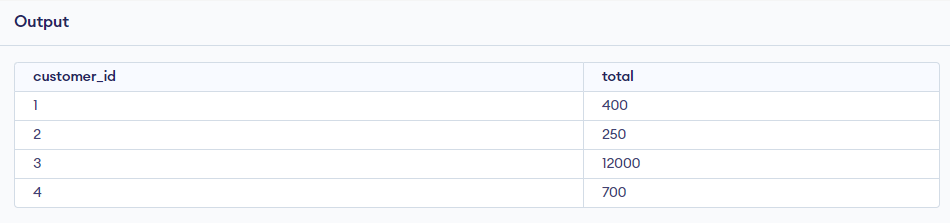 Output
customer_id total
1 400
2 250
3 12000
4 700